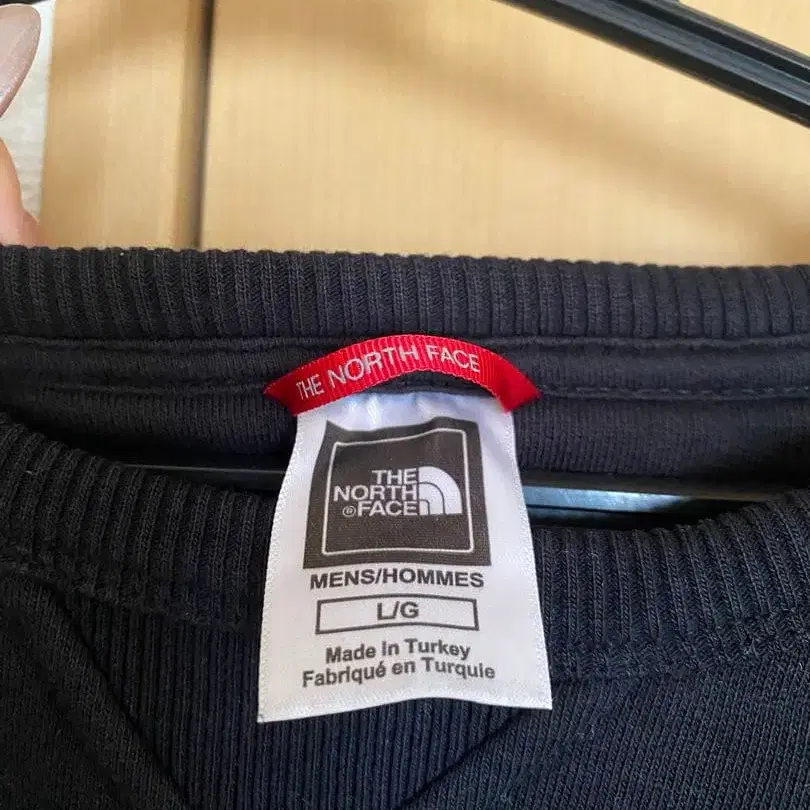 THE NORTH FACE
THE
NORTH
®FACE
MENS/HOMMES
L/G
Made in Turkey
Fabriqué en Turquie